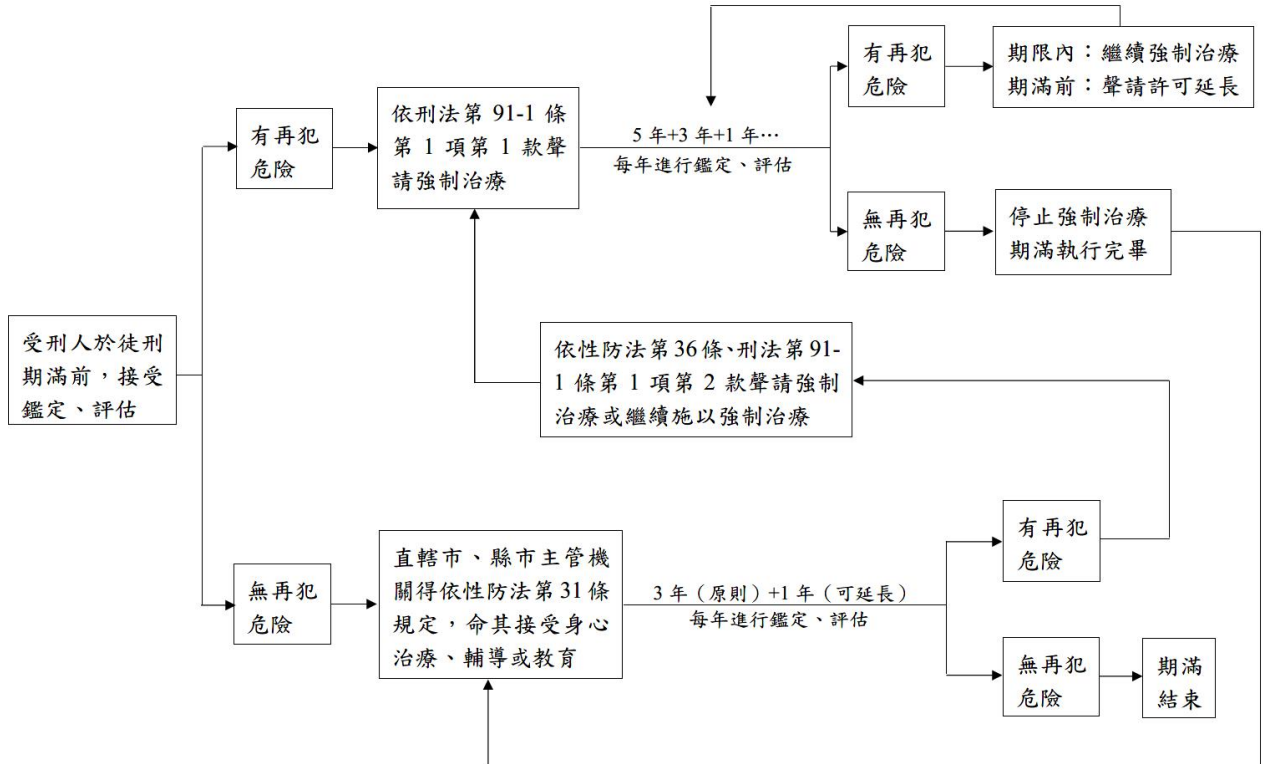 受刑人於徒刑
期滿前，接受
鑑定、評估
有再犯
危險
依刑法第 91-1 條
第 1 項第 1 款聲
請強制治療
5 年+3 年+1 年…
每年進行鑑定、評估
有再犯
危險
期限內：繼續強制治療
期滿前：聲請許可延長
無再犯
危險
停止強制治療
期滿執行完畢
依性防法第36條、刑法第91-
1 條第 1 項第 2 款聲請強制
治療或繼續施以強制治療
無再犯
危險
直轄市、縣市主管機
關得依性防法第31條
規定，命其接受身心
治療、輔導或教育
3 年（原則）+1 年（可延長）
每年進行鑑定、評估
有再犯
危險
無再犯
危險
期滿
結束